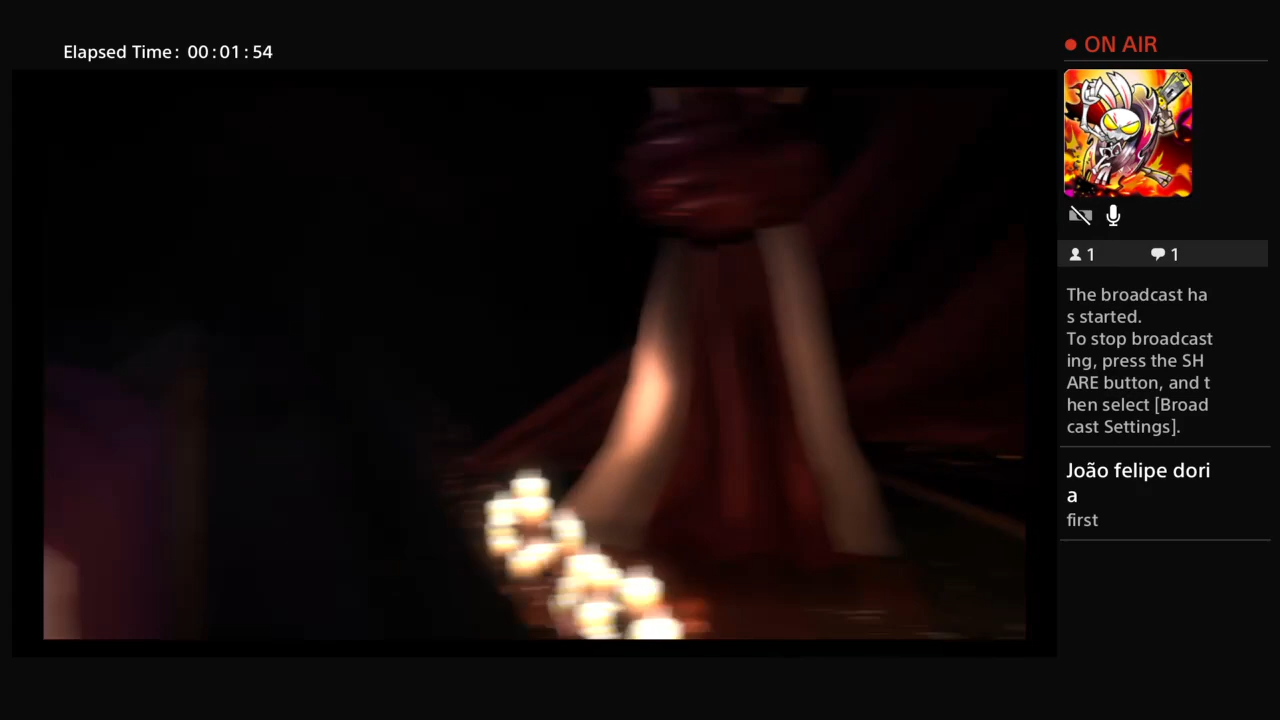 Elapsed Time: 00:01:54
ON AIR
1 1
The broadcast ha
s started.
To stop broadcast
ing, press the SH
ARE button, and t
hen select [Broad
cast Settings].
João felipe dori
a
first